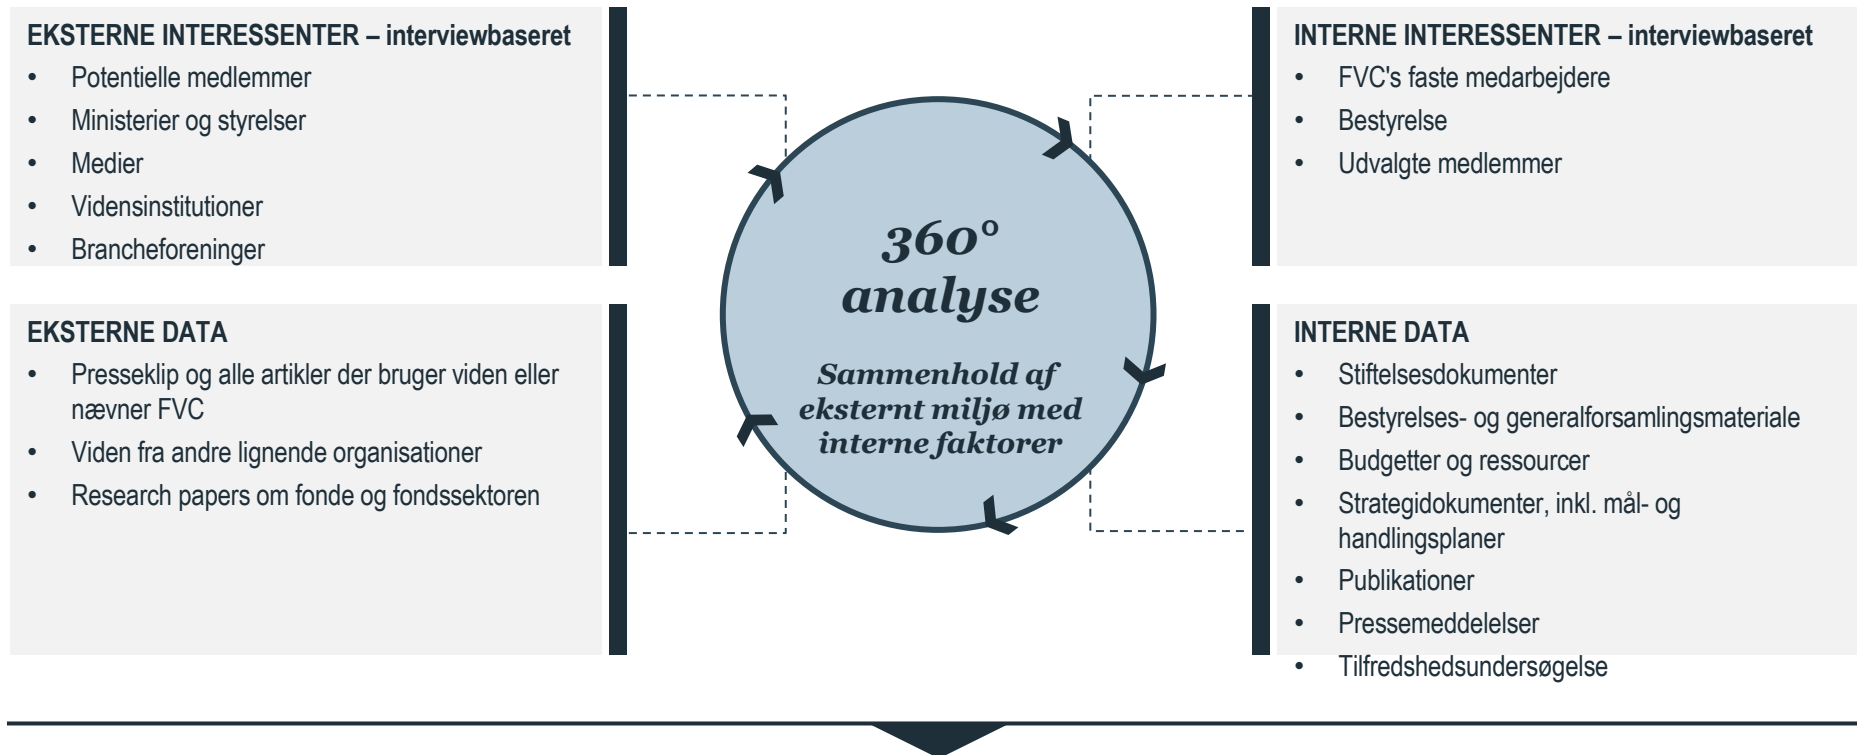 EKSTERNE INTERESSENTER – interviewbaseret
• Potentielle medlemmer
• Ministerier og styrelser
• Medier
• Vidensinstitutioner
• Brancheforeninger
EKSTERNE DATA
• Presseklip og alle artikler der bruger viden eller
nævner FVC
• Viden fra andre lignende organisationer
• Research papers om fonde og fondssektoren
360°
analyse
Sammenhold af
eksternt miljø med
interne faktorer
INTERNE INTERESSENTER – interviewbaseret
• FVC's faste medarbejdere
• Bestyrelse
• Udvalgte medlemmer
INTERNE DATA
• Stiftelsesdokumenter
• Bestyrelses- og generalforsamlingsmateriale
• Budgetter og ressourcer
• Strategidokumenter, inkl. mål- og
handlingsplaner
• Publikationer
• Pressemeddelelser
• Tilfredshedsundersøgelse